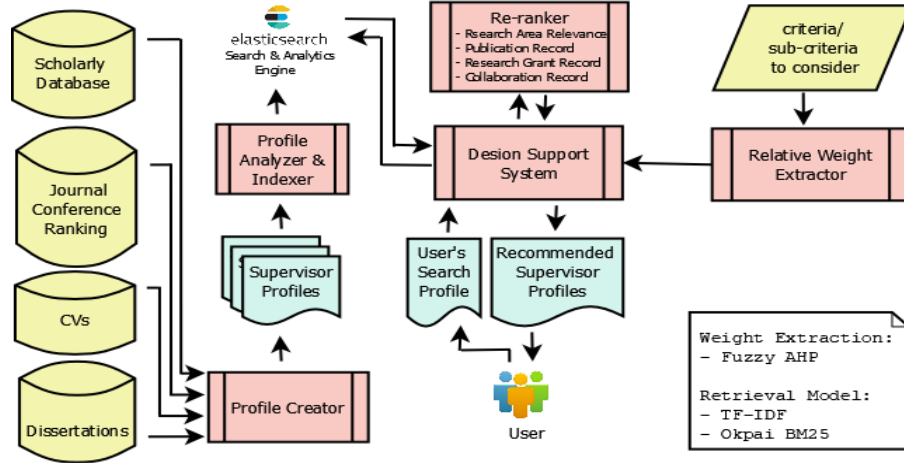 Scholarly
Database
Journal
Conference
Ranking
CVs
Dissertations
elasticsearch
Search & Analytics
Engine
Profile
Analyzer &
Indexer
Supervisor
Profiles
Profile Creator
Re-ranker
- Rsearch Area Relevance
- Publication Record
- Research Grant Record
- Collaboration Record
Desion Support
System
User's
Search
Profile
Recommended
Supervisor
Profiles
User
criteria/
sub-criteria
to consider
Relative Weight
Extractor
Weight Extraction:
- Fuzzy AHP
Retrieval Model:
- TF-IDF
- Okpai BM25